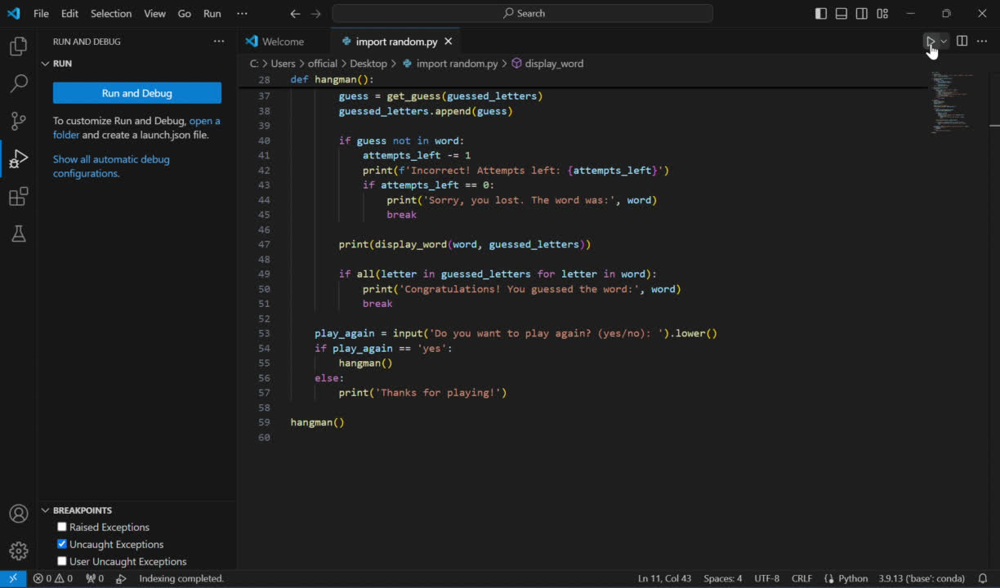 File Edit Selection View Go Run ··· Search
RUN AND DEBUG ···
Welcome import random.py
C: > Users > official > Desktop > import random.py > display_word
RUN
Run and Debug
To customize Run and Debug, open a
folder and create a launch.json file.
Show all automatic debug
configurations.
28 def hangman():
37 guess = get_guess(guessed_letters)
38 guessed_letters.append(guess)
39
40 if guess not in word:
41 attempts_left -= 1
42 print(f'Incorrect! Attempts left: {attempts_left}')
43 if attempts_left == 0:
44 print('Sorry, you lost. The word was:', word)
45 break
46
47 print(display_word(word, guessed_letters))
48
49 if all(letter in guessed_letters for letter in word):
50 print('Congratulations! You guessed the word:', word)
51 break
52
53 play_again = input('Do you want to play again? (yes/no): ').lower()
54 if play_again == 'yes':
55 hangman()
56 else:
57 print('Thanks for playing!')
58
59 hangman()
60
BREAKPOINTS
Raised Exceptions
Uncaught Exceptions
User Uncaught Exceptions
0 0 0 Indexing completed. Ln 11, Col 43 Spaces: 4 UTF-8 CRLF Python 3.9.13 ('base': conda)